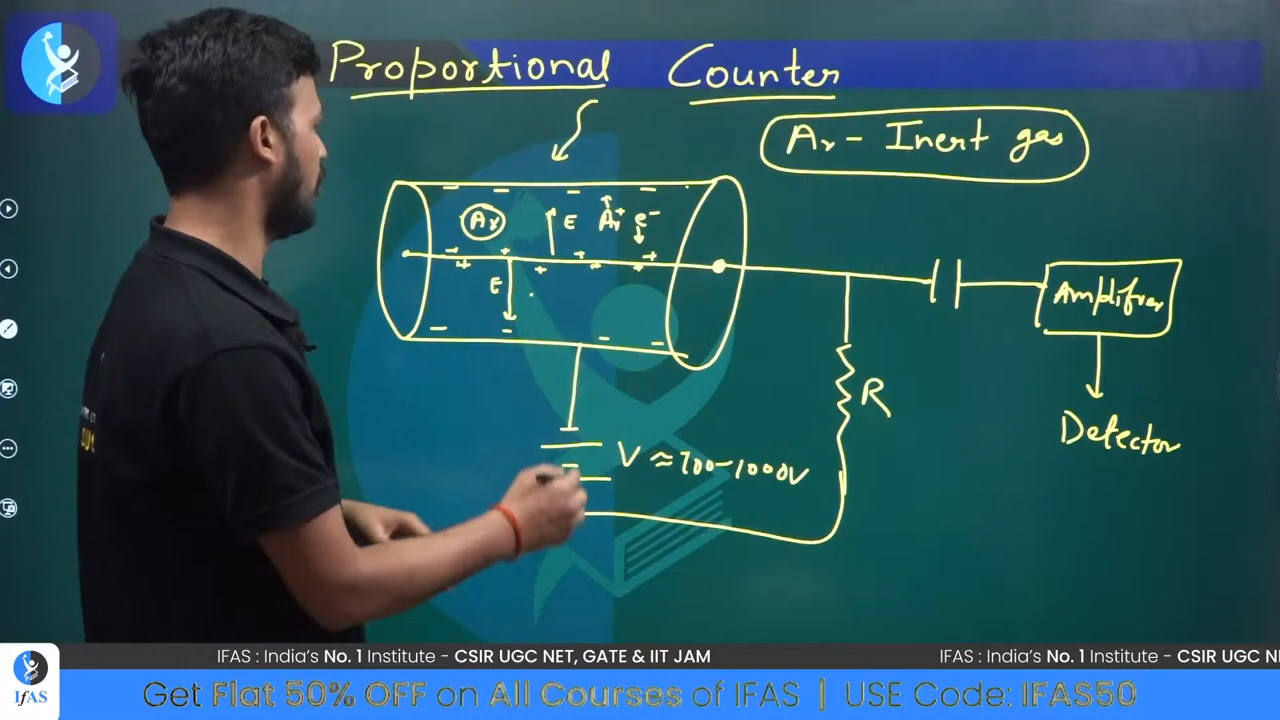 Proportional Counter
Ar - Inert gas
Ar E Ar+ e-
E
Amplifier
R
Detector
V ≈ 700-1000V
IFAS : India's No. 1 Institute - CSIR UGC NET, GATE & IIT JAM
IFAS : India's No. 1 Institute - CSIR UGC NE
IfAS
Get Flat 50% OFF on All Courses of IFAS | USE Code: IFAS50